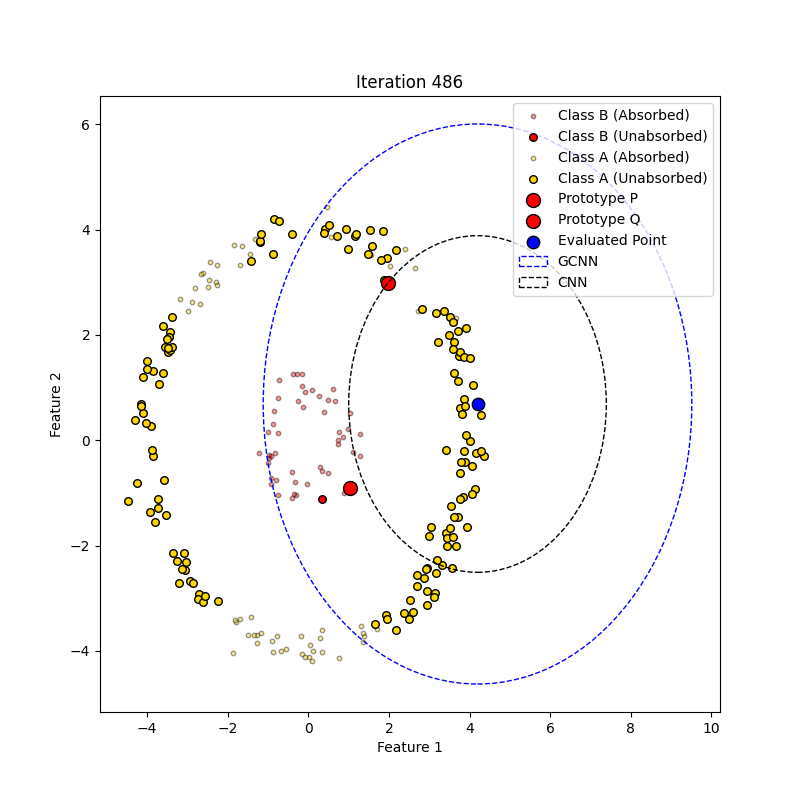 Iteration 486
Class B (Absorbed)
Class B (Unabsorbed)
Class A (Absorbed)
Class A (Unabsorbed)
Prototype P
Prototype Q
Evaluated Point
GCNN
CNN
Feature 2
6
4
2
0
−2
−4
−4 −2 0 2 4 6 8 10
Feature 1